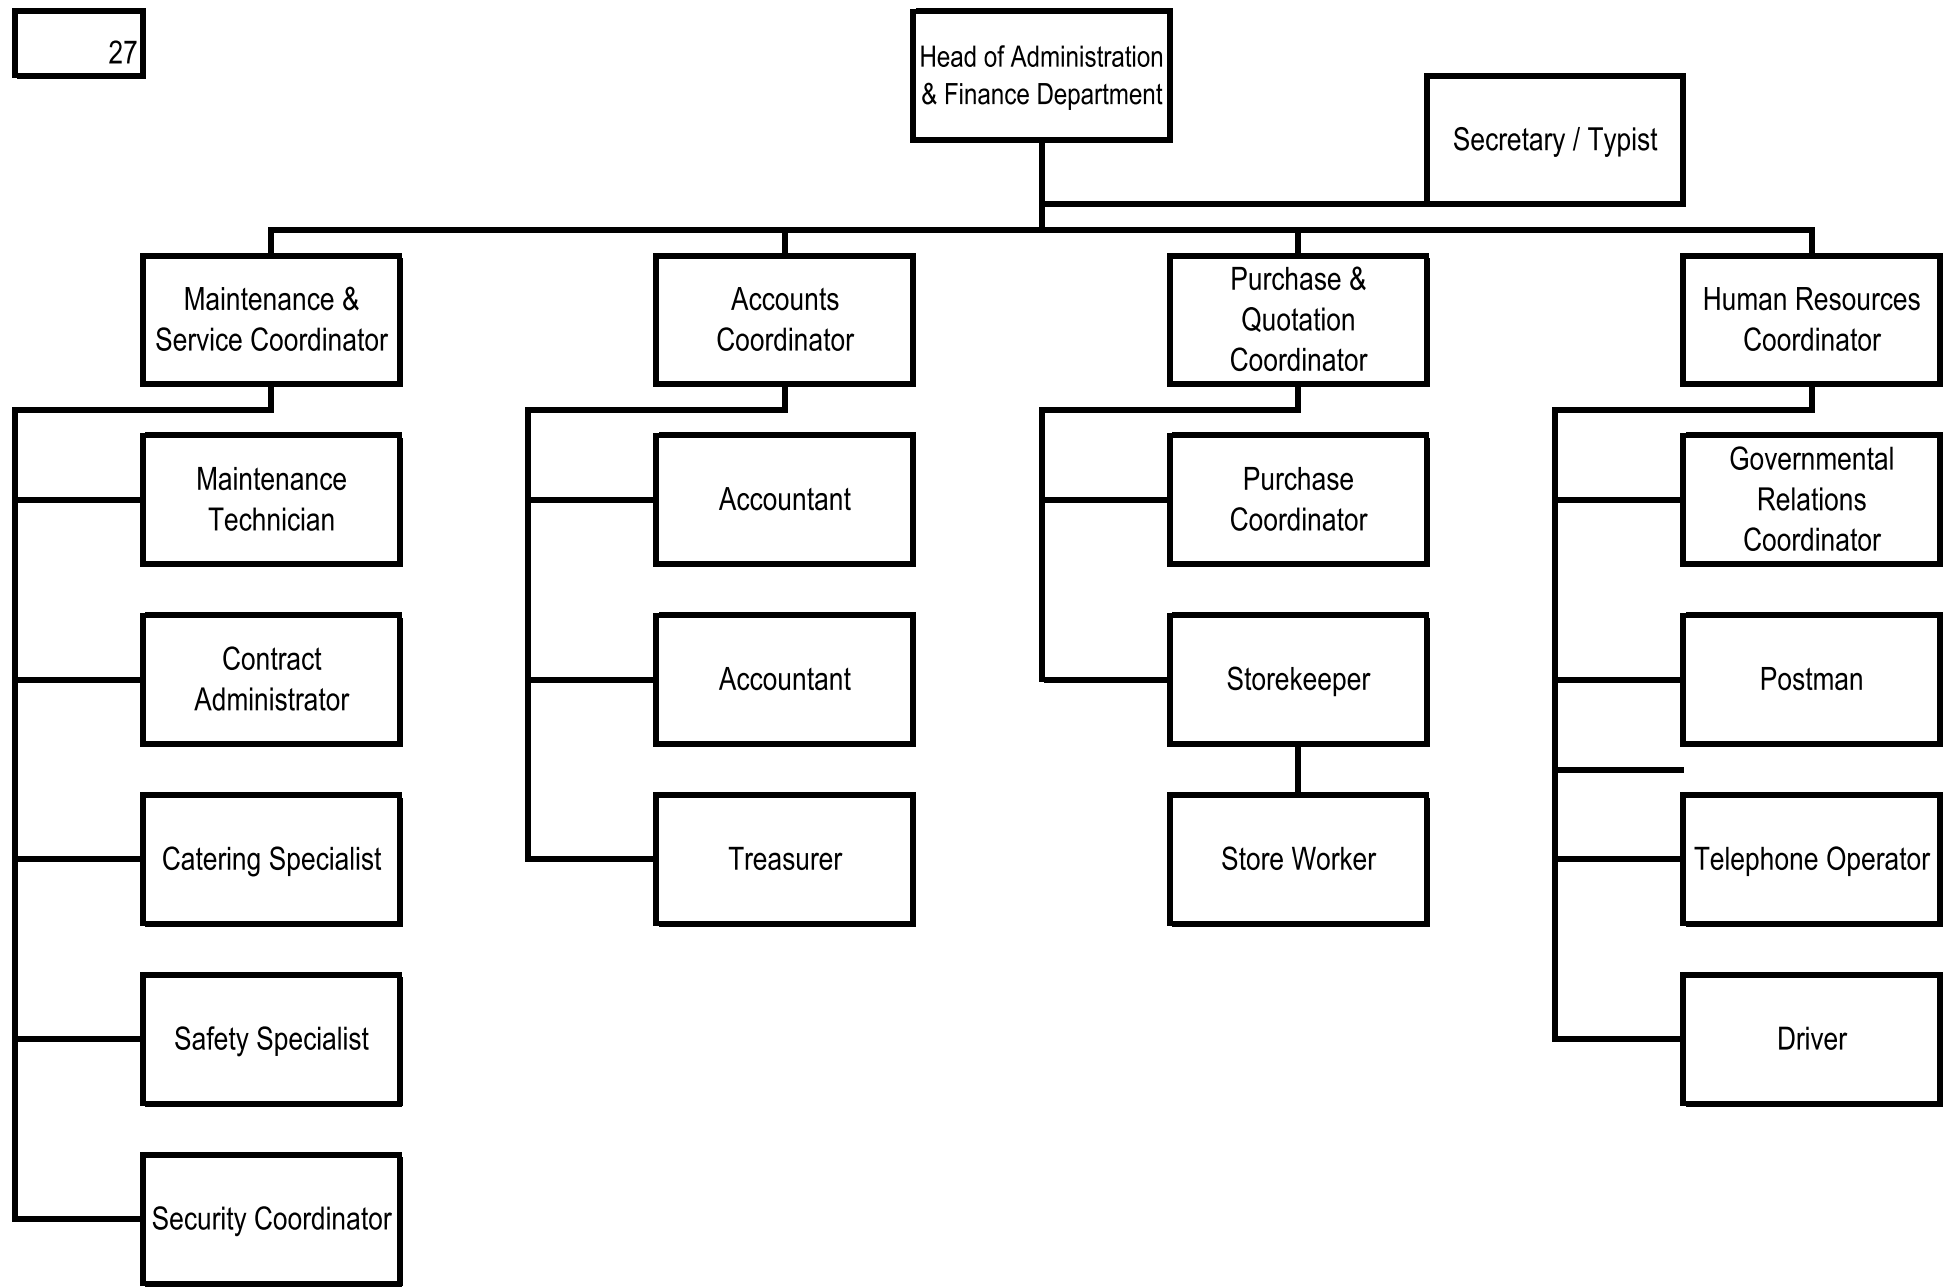 27
Head of Administration
& Finance Department
Secretary / Typist
Maintenance &
Service Coordinator
Accounts
Coordinator
Purchase &
Quotation
Coordinator
Human Resources
Coordinator
Maintenance
Technician
Accountant
Purchase
Coordinator
Governmental
Relations
Coordinator
Contract
Administrator
Accountant
Storekeeper
Postman
Catering Specialist
Treasurer
Store Worker
Telephone Operator
Safety Specialist
Driver
Security Coordinator